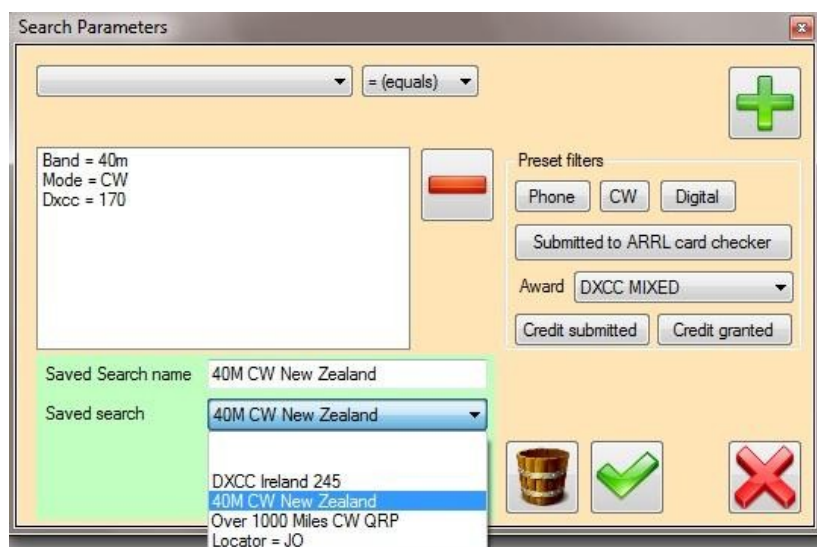 Search Parameters
= (equals)
Band = 40m
Mode = CW
Dxcc = 170
Preset filters
Phone CW Digital
Submitted to ARRL card checker
Award DXCC MIXED
Credit submitted Credit granted
Saved Search name 40M CW New Zealand
Saved search 40M CW New Zealand
DXCC Ireland 245
40M CW New Zealand
Over 1000 Miles CW QRP
Locator = JO